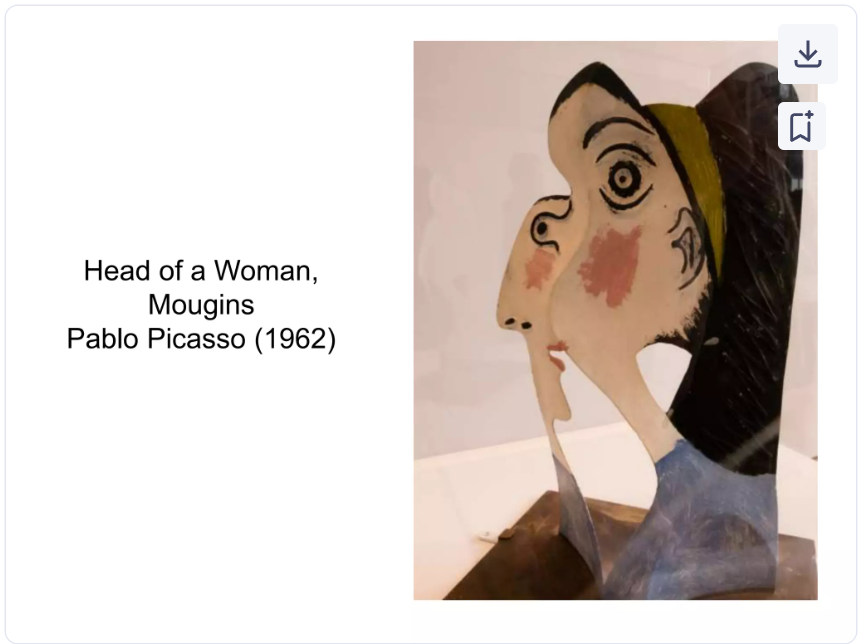 Head of a Woman,
Mougins
Pablo Picasso (1962)